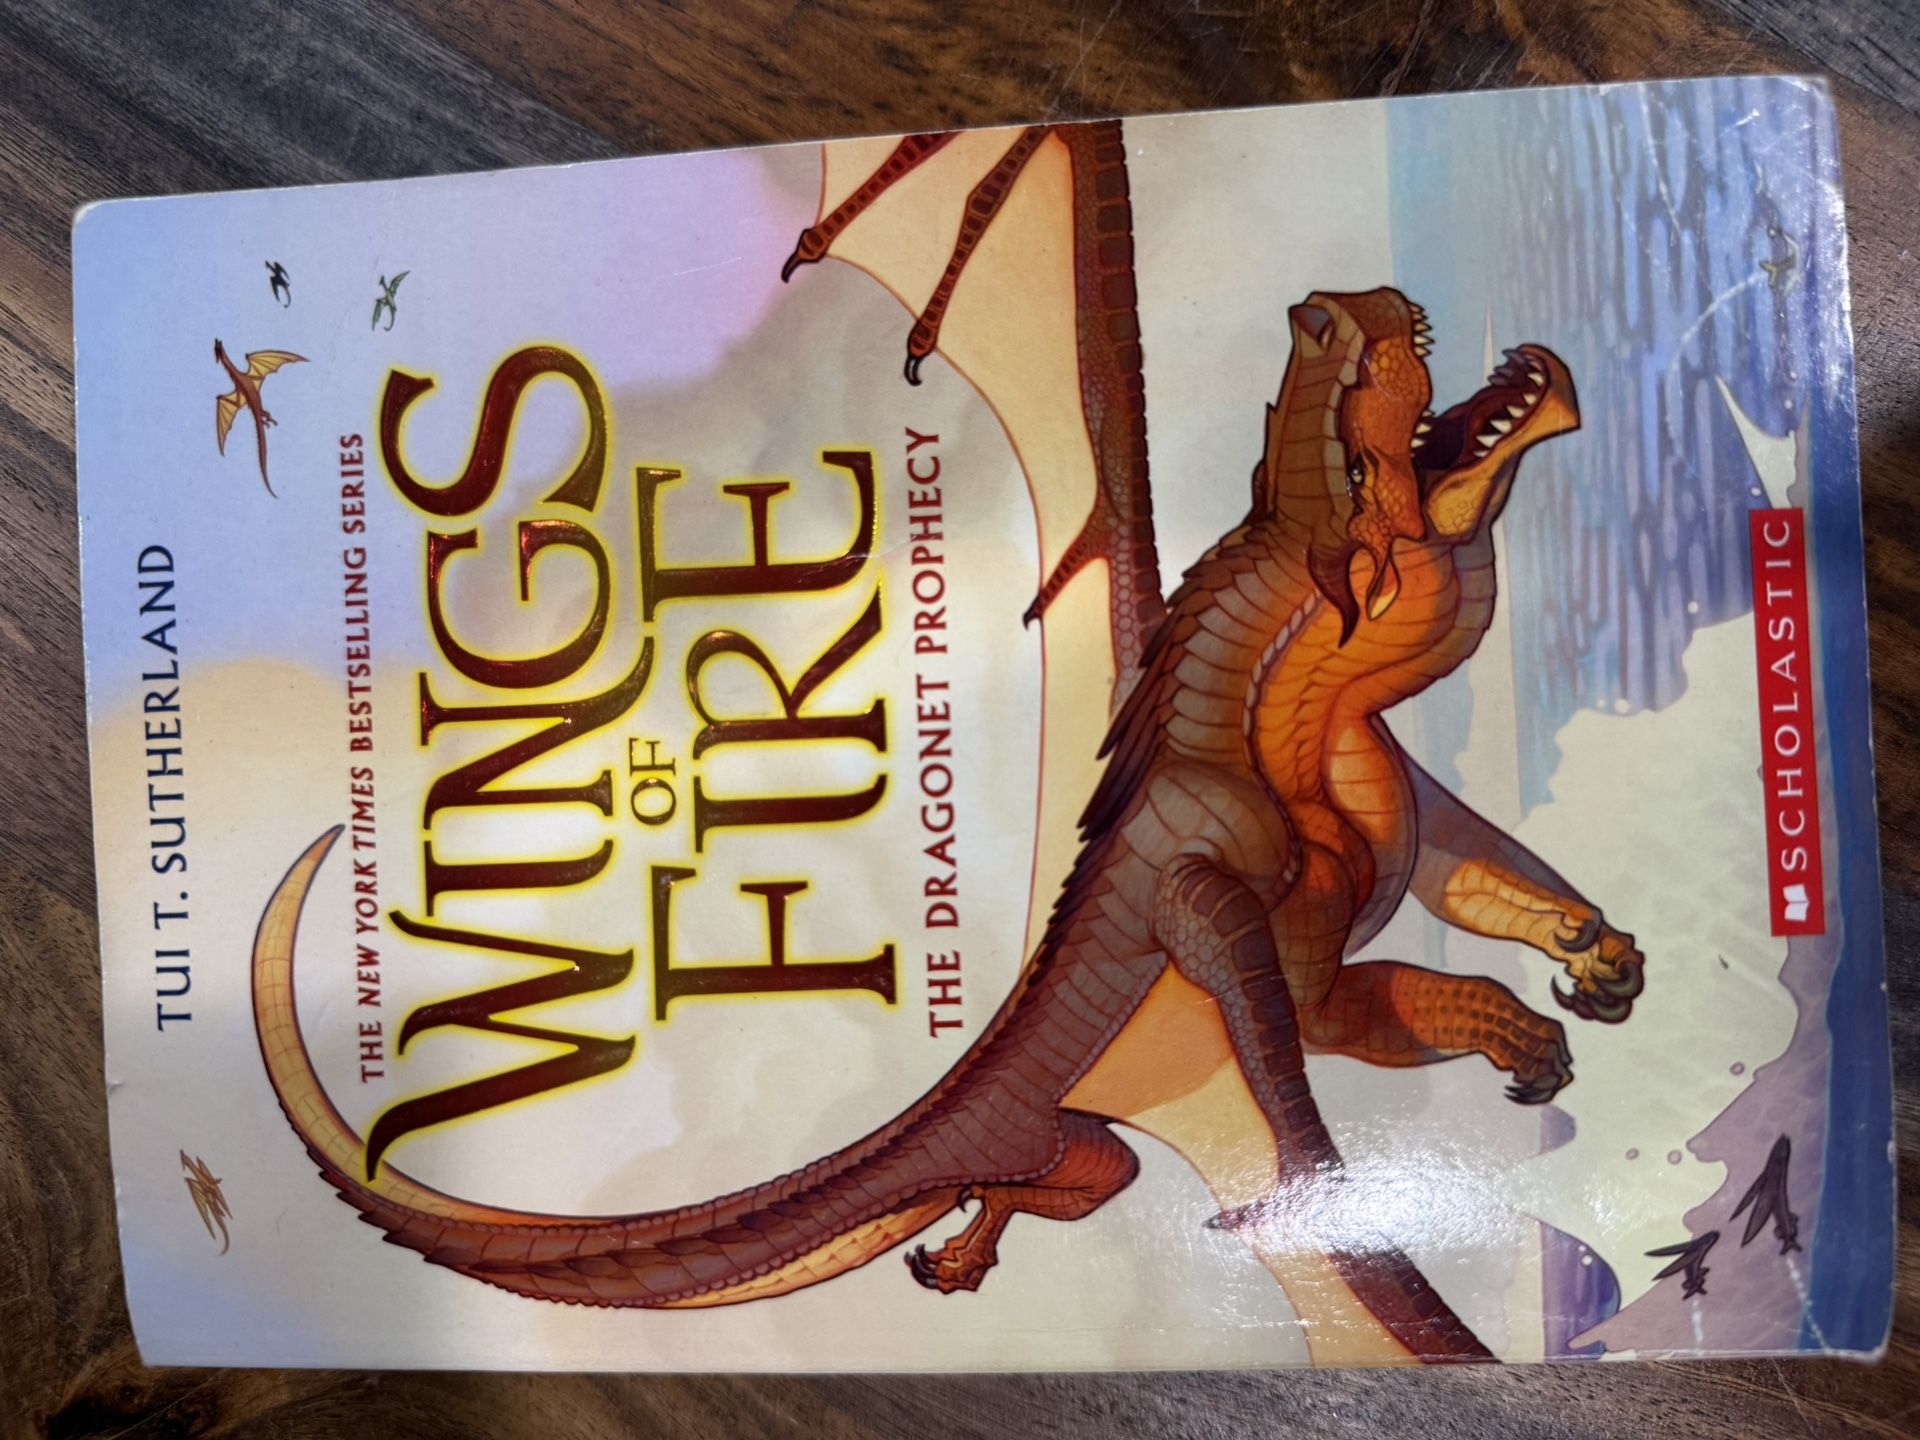 TUI T. SUTHERLAND
THE NEW YORK TIMES BESTSELLING SERIES
WINGS
OF
FIRE
THE DRAGONET PROPHECY
SCHOLASTIC